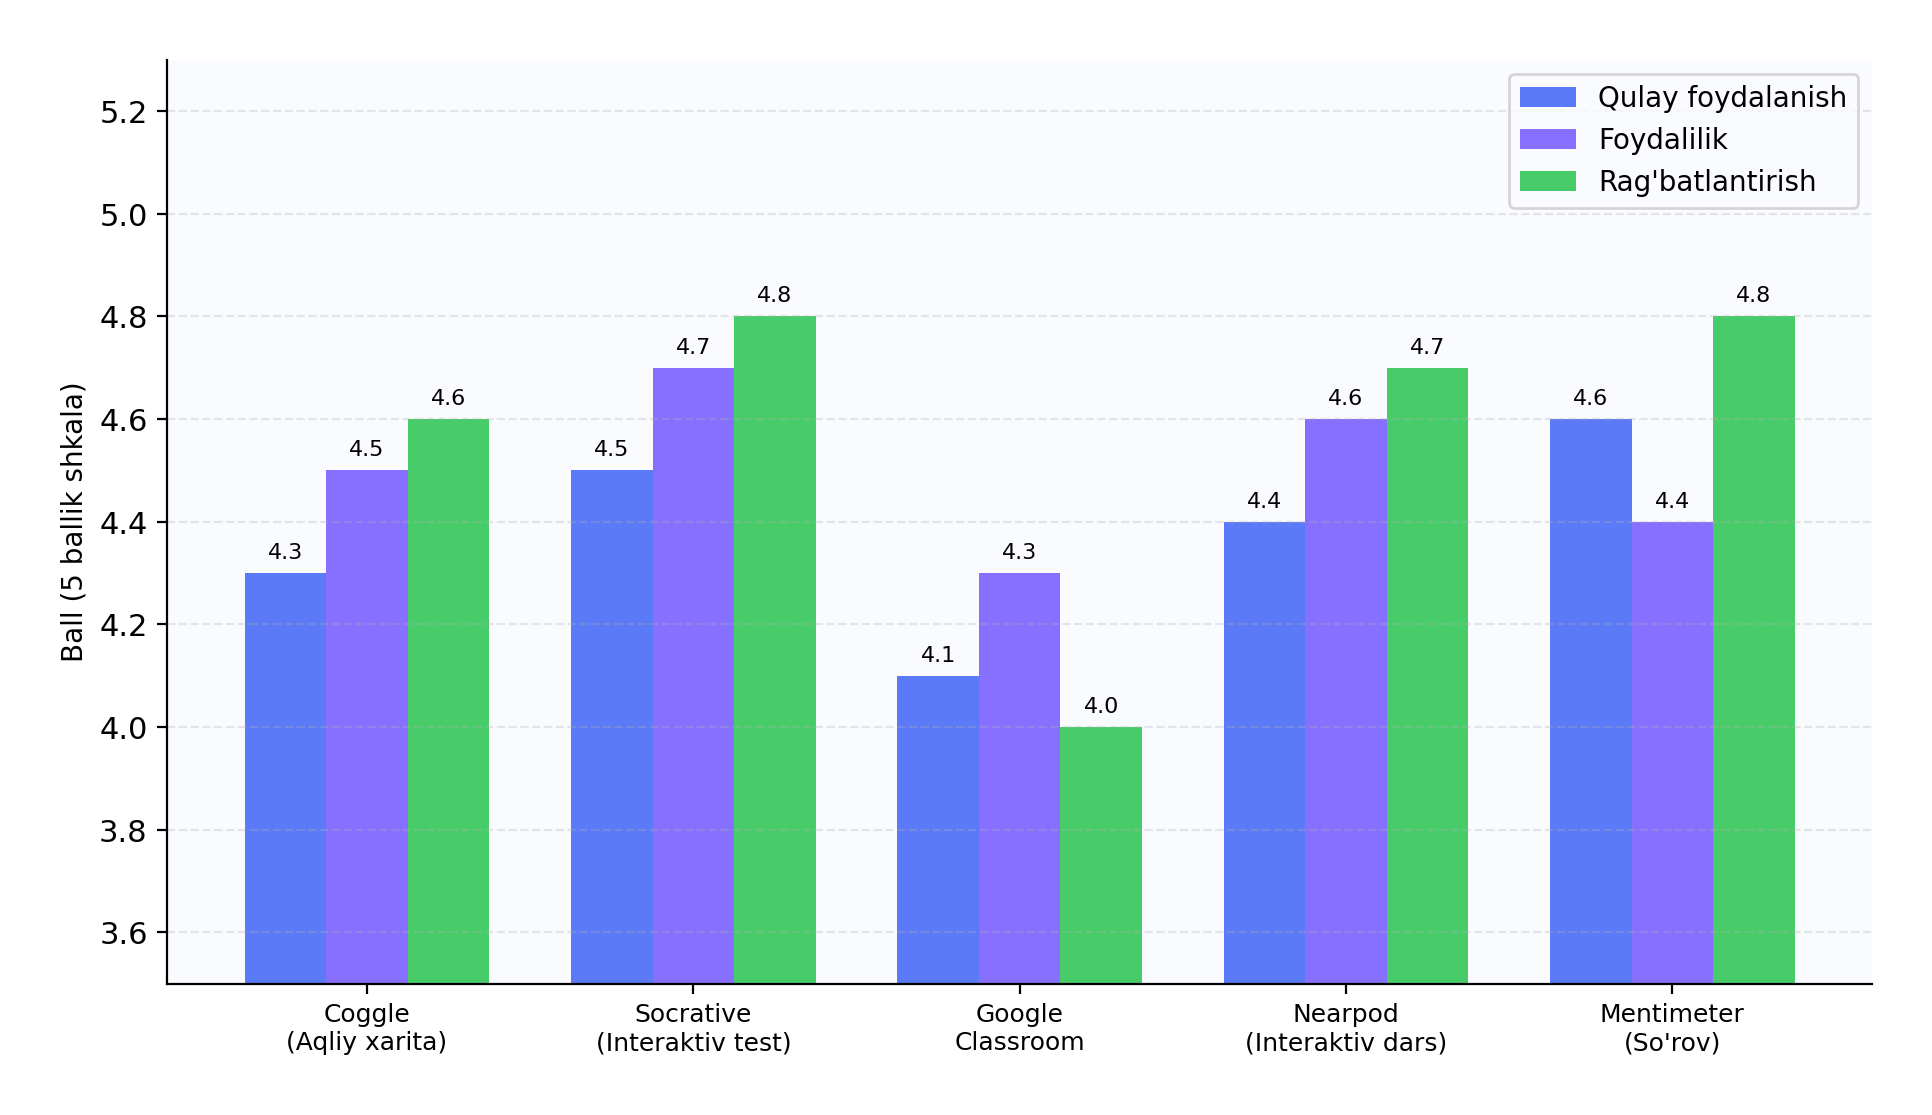 5.2
5.0
4.8
4.6
4.4
4.2
4.0
3.8
3.6
Ball (5 ballik shkala)
Qulay foydalanish
Foydalilik
Rag'batlantirish
4.3
4.5
4.6
4.5
4.7
4.8
4.1
4.3
4.0
4.4
4.6
4.7
4.6
4.4
4.8
Coggle
(Aqliy xarita)
Socrative
(Interaktiv test)
Google
Classroom
Nearpod
(Interaktiv dars)
Mentimeter
(So'rov)